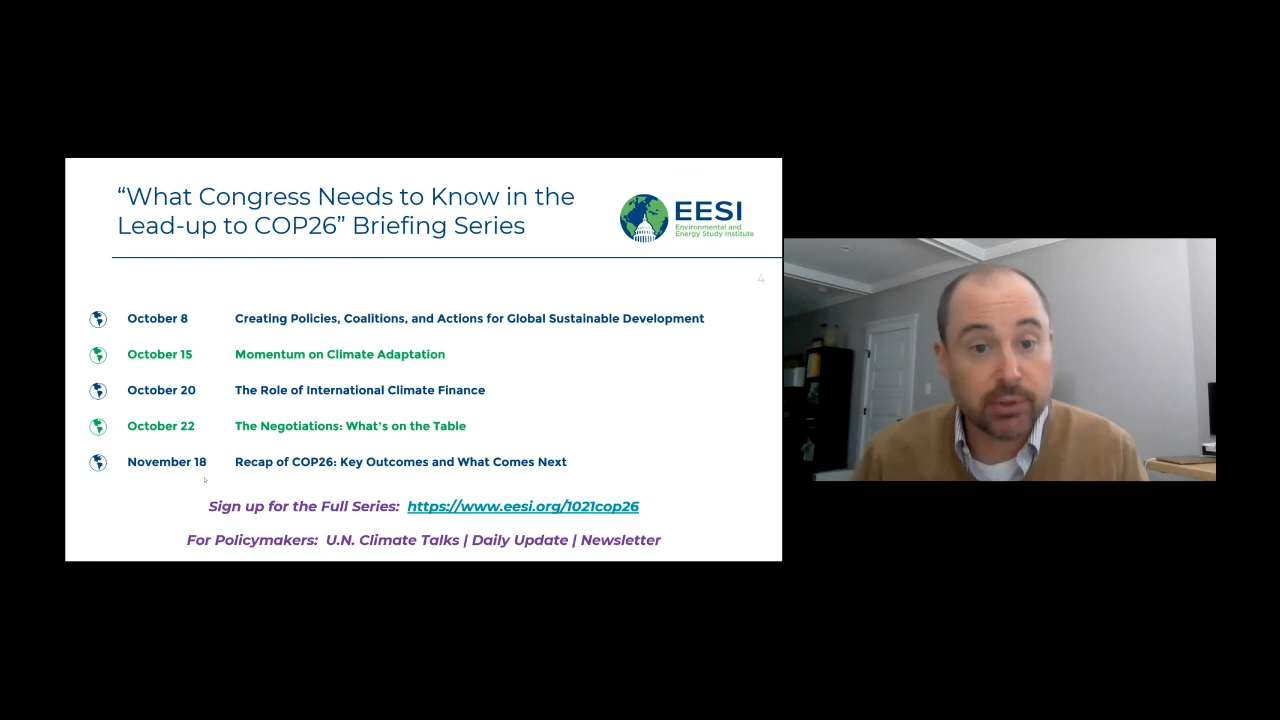 “What Congress Needs to Know in the
Lead-up to COP26” Briefing Series
EESI
Environmental and
Energy Study Institute
4
October 8 Creating Policies, Coalitions, and Actions for Global Sustainable Development
October 15 Momentum on Climate Adaptation
October 20 The Role of International Climate Finance
October 22 The Negotiations: What’s on the Table
November 18 Recap of COP26: Key Outcomes and What Comes Next
Sign up for the Full Series: https://www.eesi.org/1021cop26
For Policymakers: U.N. Climate Talks | Daily Update | Newsletter